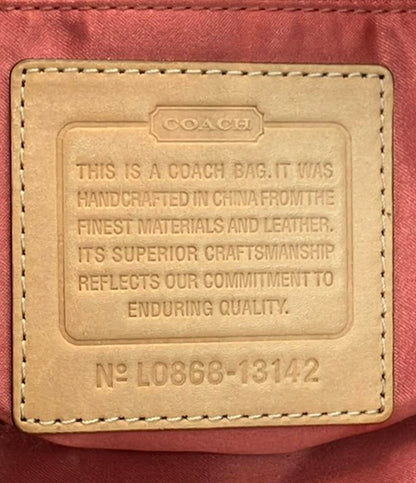 COACH
THIS IS A COACH BAG. IT WAS
HANDCRAFTED IN CHINA FROM THE
FINEST MATERIALS AND LEATHER.
ITS SUPERIOR CRAFTSMANSHIP
REFLECTS OUR COMMITMENT TO
ENDURING QUALITY.
Nº L0868-13142